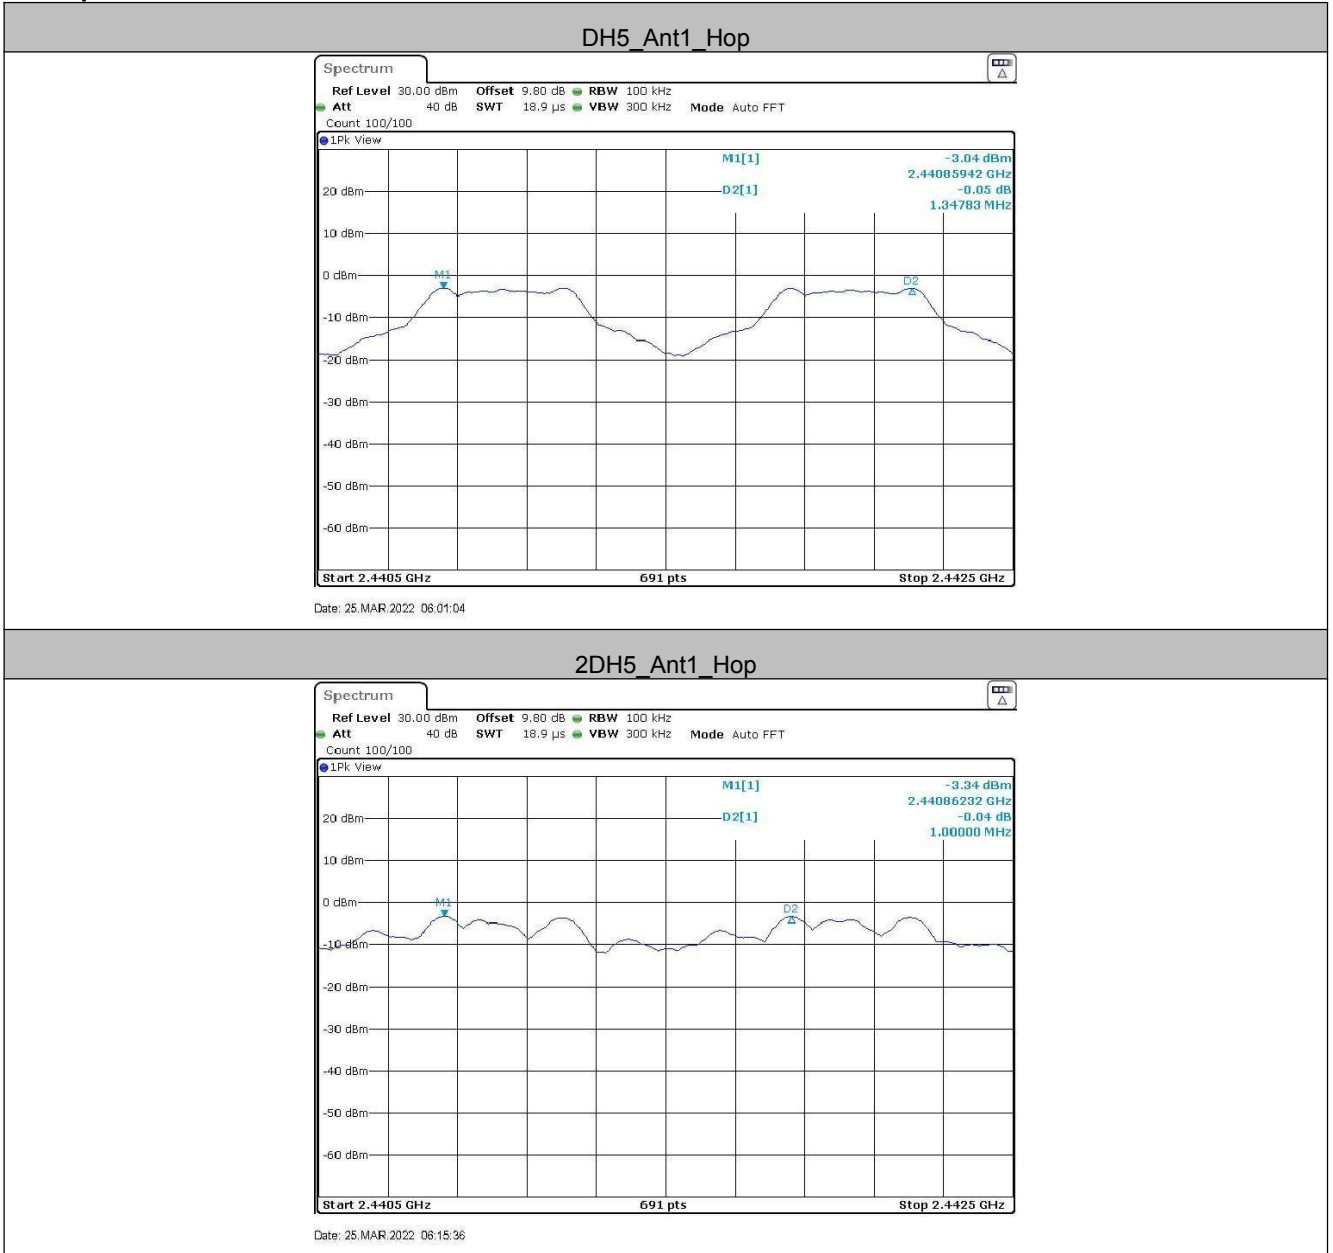 DH5_Ant1_Hop
Spectrum
Ref Level 30.00 dBm Offset 9.80 dB RBW 100 kHz
Att 40 dB SWT 18.9 µs VBW 300 kHz Mode Auto FFT
Count 100/100
1Pk View
M1[1] -3.04 dBm
2.44085942 GHz
20 dBm D2[1] -0.05 dB
1.34783 MHz
10 dBm
0 dBm
M1
D2
-10 dBm
-20 dBm
-30 dBm
-40 dBm
-50 dBm
-60 dBm
Start 2.4405 GHz 691 pts Stop 2.4425 GHz
Date: 25.MAR.2022 06:01:04
2DH5_Ant1_Hop
Spectrum
Ref Level 30.00 dBm Offset 9.80 dB RBW 100 kHz
Att 40 dB SWT 18.9 µs VBW 300 kHz Mode Auto FFT
Count 100/100
1Pk View
M1[1] -3.34 dBm
2.44086232 GHz
20 dBm D2[1] -0.04 dB
1.00000 MHz
10 dBm
0 dBm
M1
D2
-10 dBm
-20 dBm
-30 dBm
-40 dBm
-50 dBm
-60 dBm
Start 2.4405 GHz 691 pts Stop 2.4425 GHz
Date: 25.MAR.2022 06:15:36